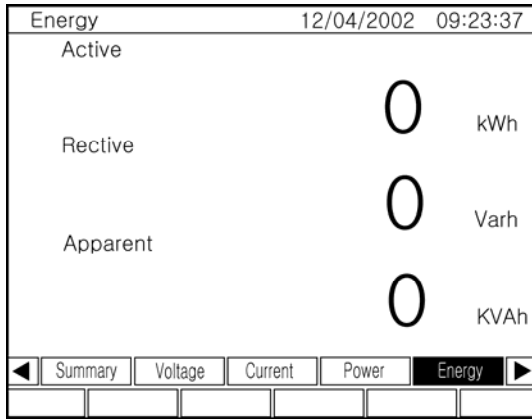 Energy 12/04/2002 09:23:37
Active
0 kWh
Rective
0 Varh
Apparent
0 KVAh
◀ Summary Voltage Current Power Energy ▶